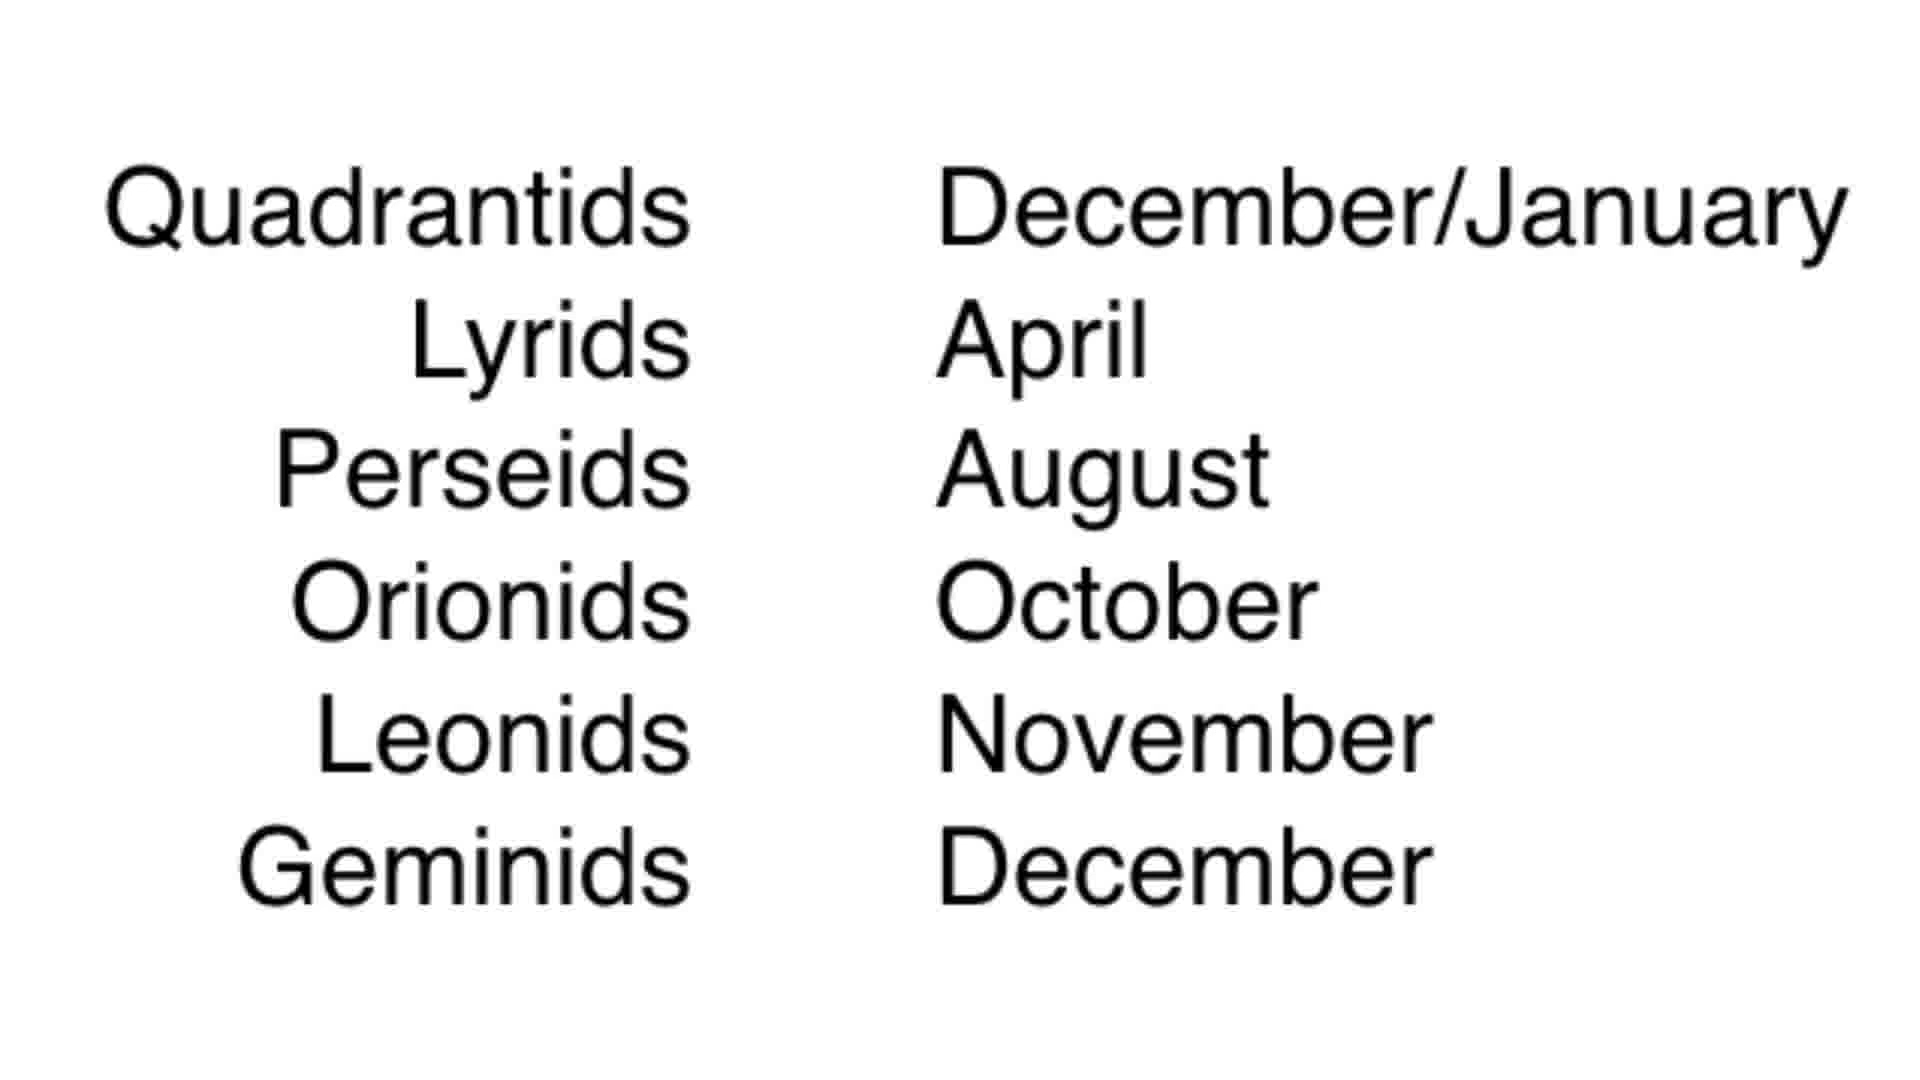 Quadrantids December/January
Lyrids April
Perseids August
Orionids October
Leonids November
Geminids December